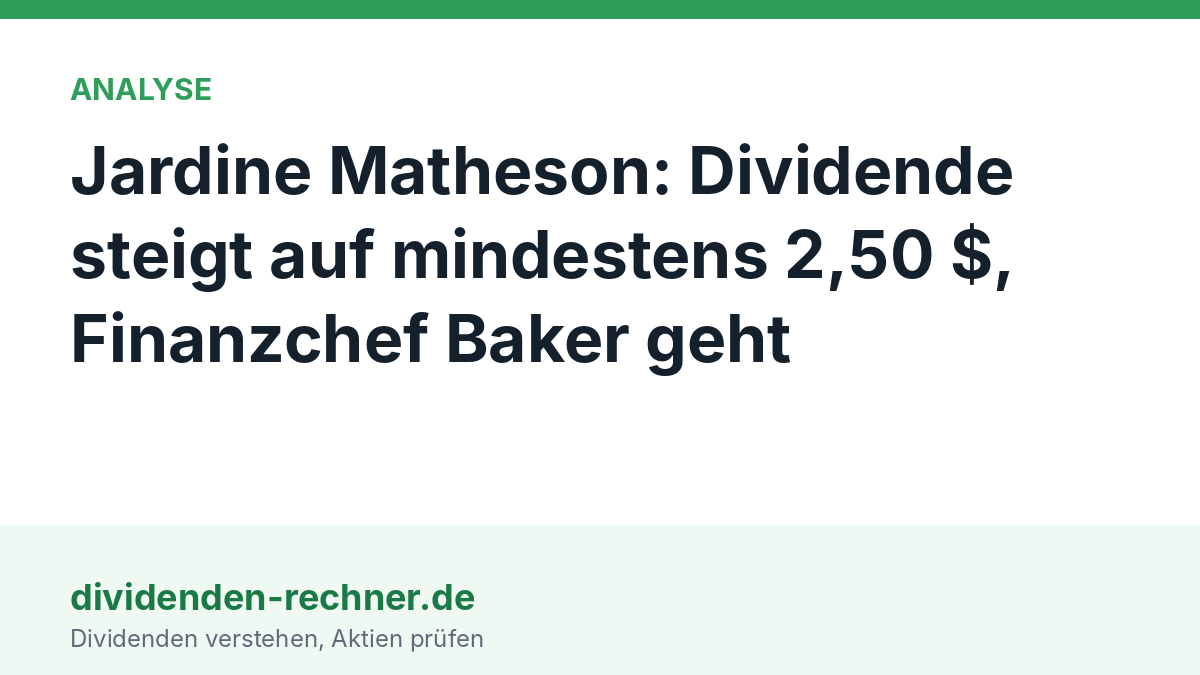 ANALYSE
Jardine Matheson: Dividende
steigt auf mindestens 2,50 $,
Finanzchef Baker geht
dividenden-rechner.de
Dividenden verstehen, Aktien prüfen